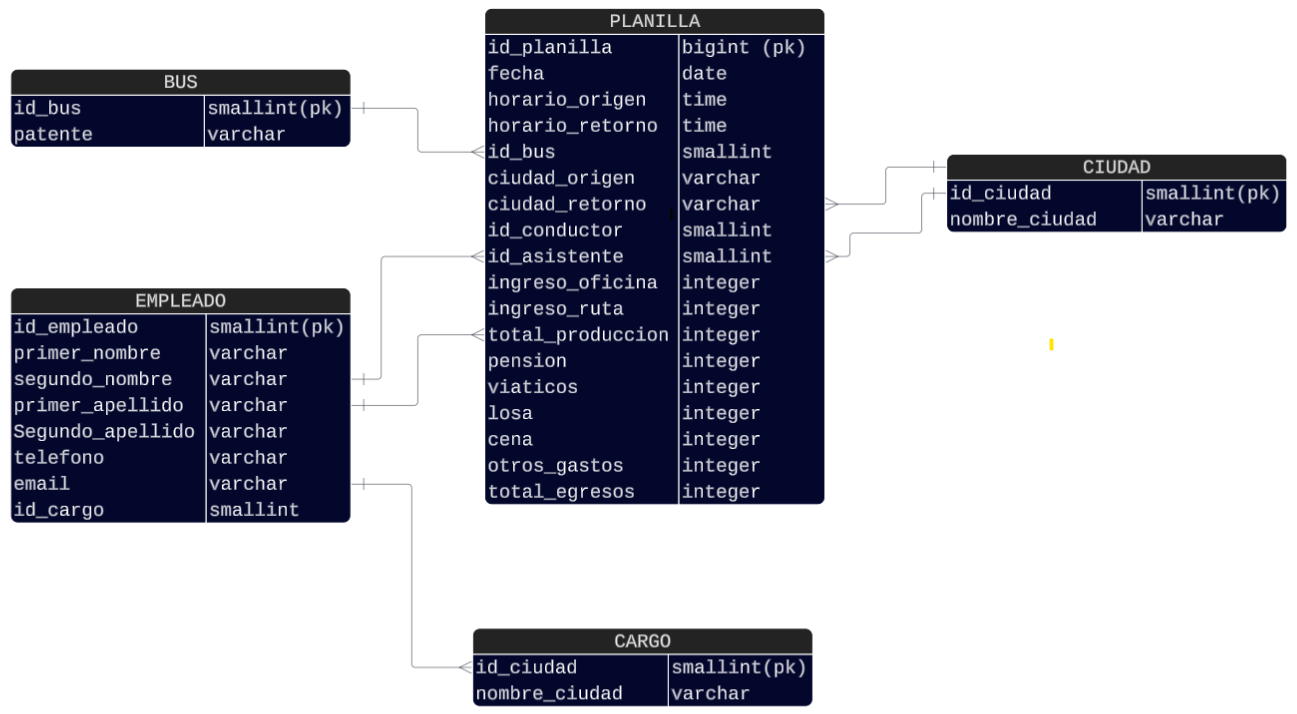 BUS
id_bus smallint(pk)
patente varchar
PLANILLA
id_planilla bigint (pk)
fecha date
horario_origen time
horario_retorno time
id_bus smallint
ciudad_origen varchar
ciudad_retorno varchar
id_conductor smallint
id_asistente smallint
ingreso_oficina integer
ingreso_ruta integer
total_produccion integer
pension integer
viaticos integer
losa integer
cena integer
otros_gastos integer
total_egresos integer
CIUDAD
id_ciudad smallint(pk)
nombre_ciudad varchar
EMPLEADO
id_empleado smallint(pk)
primer_nombre varchar
segundo_nombre varchar
primer_apellido varchar
Segundo_apellido varchar
telefono varchar
email varchar
id_cargo smallint
CARGO
id_ciudad smallint(pk)
nombre_ciudad varchar